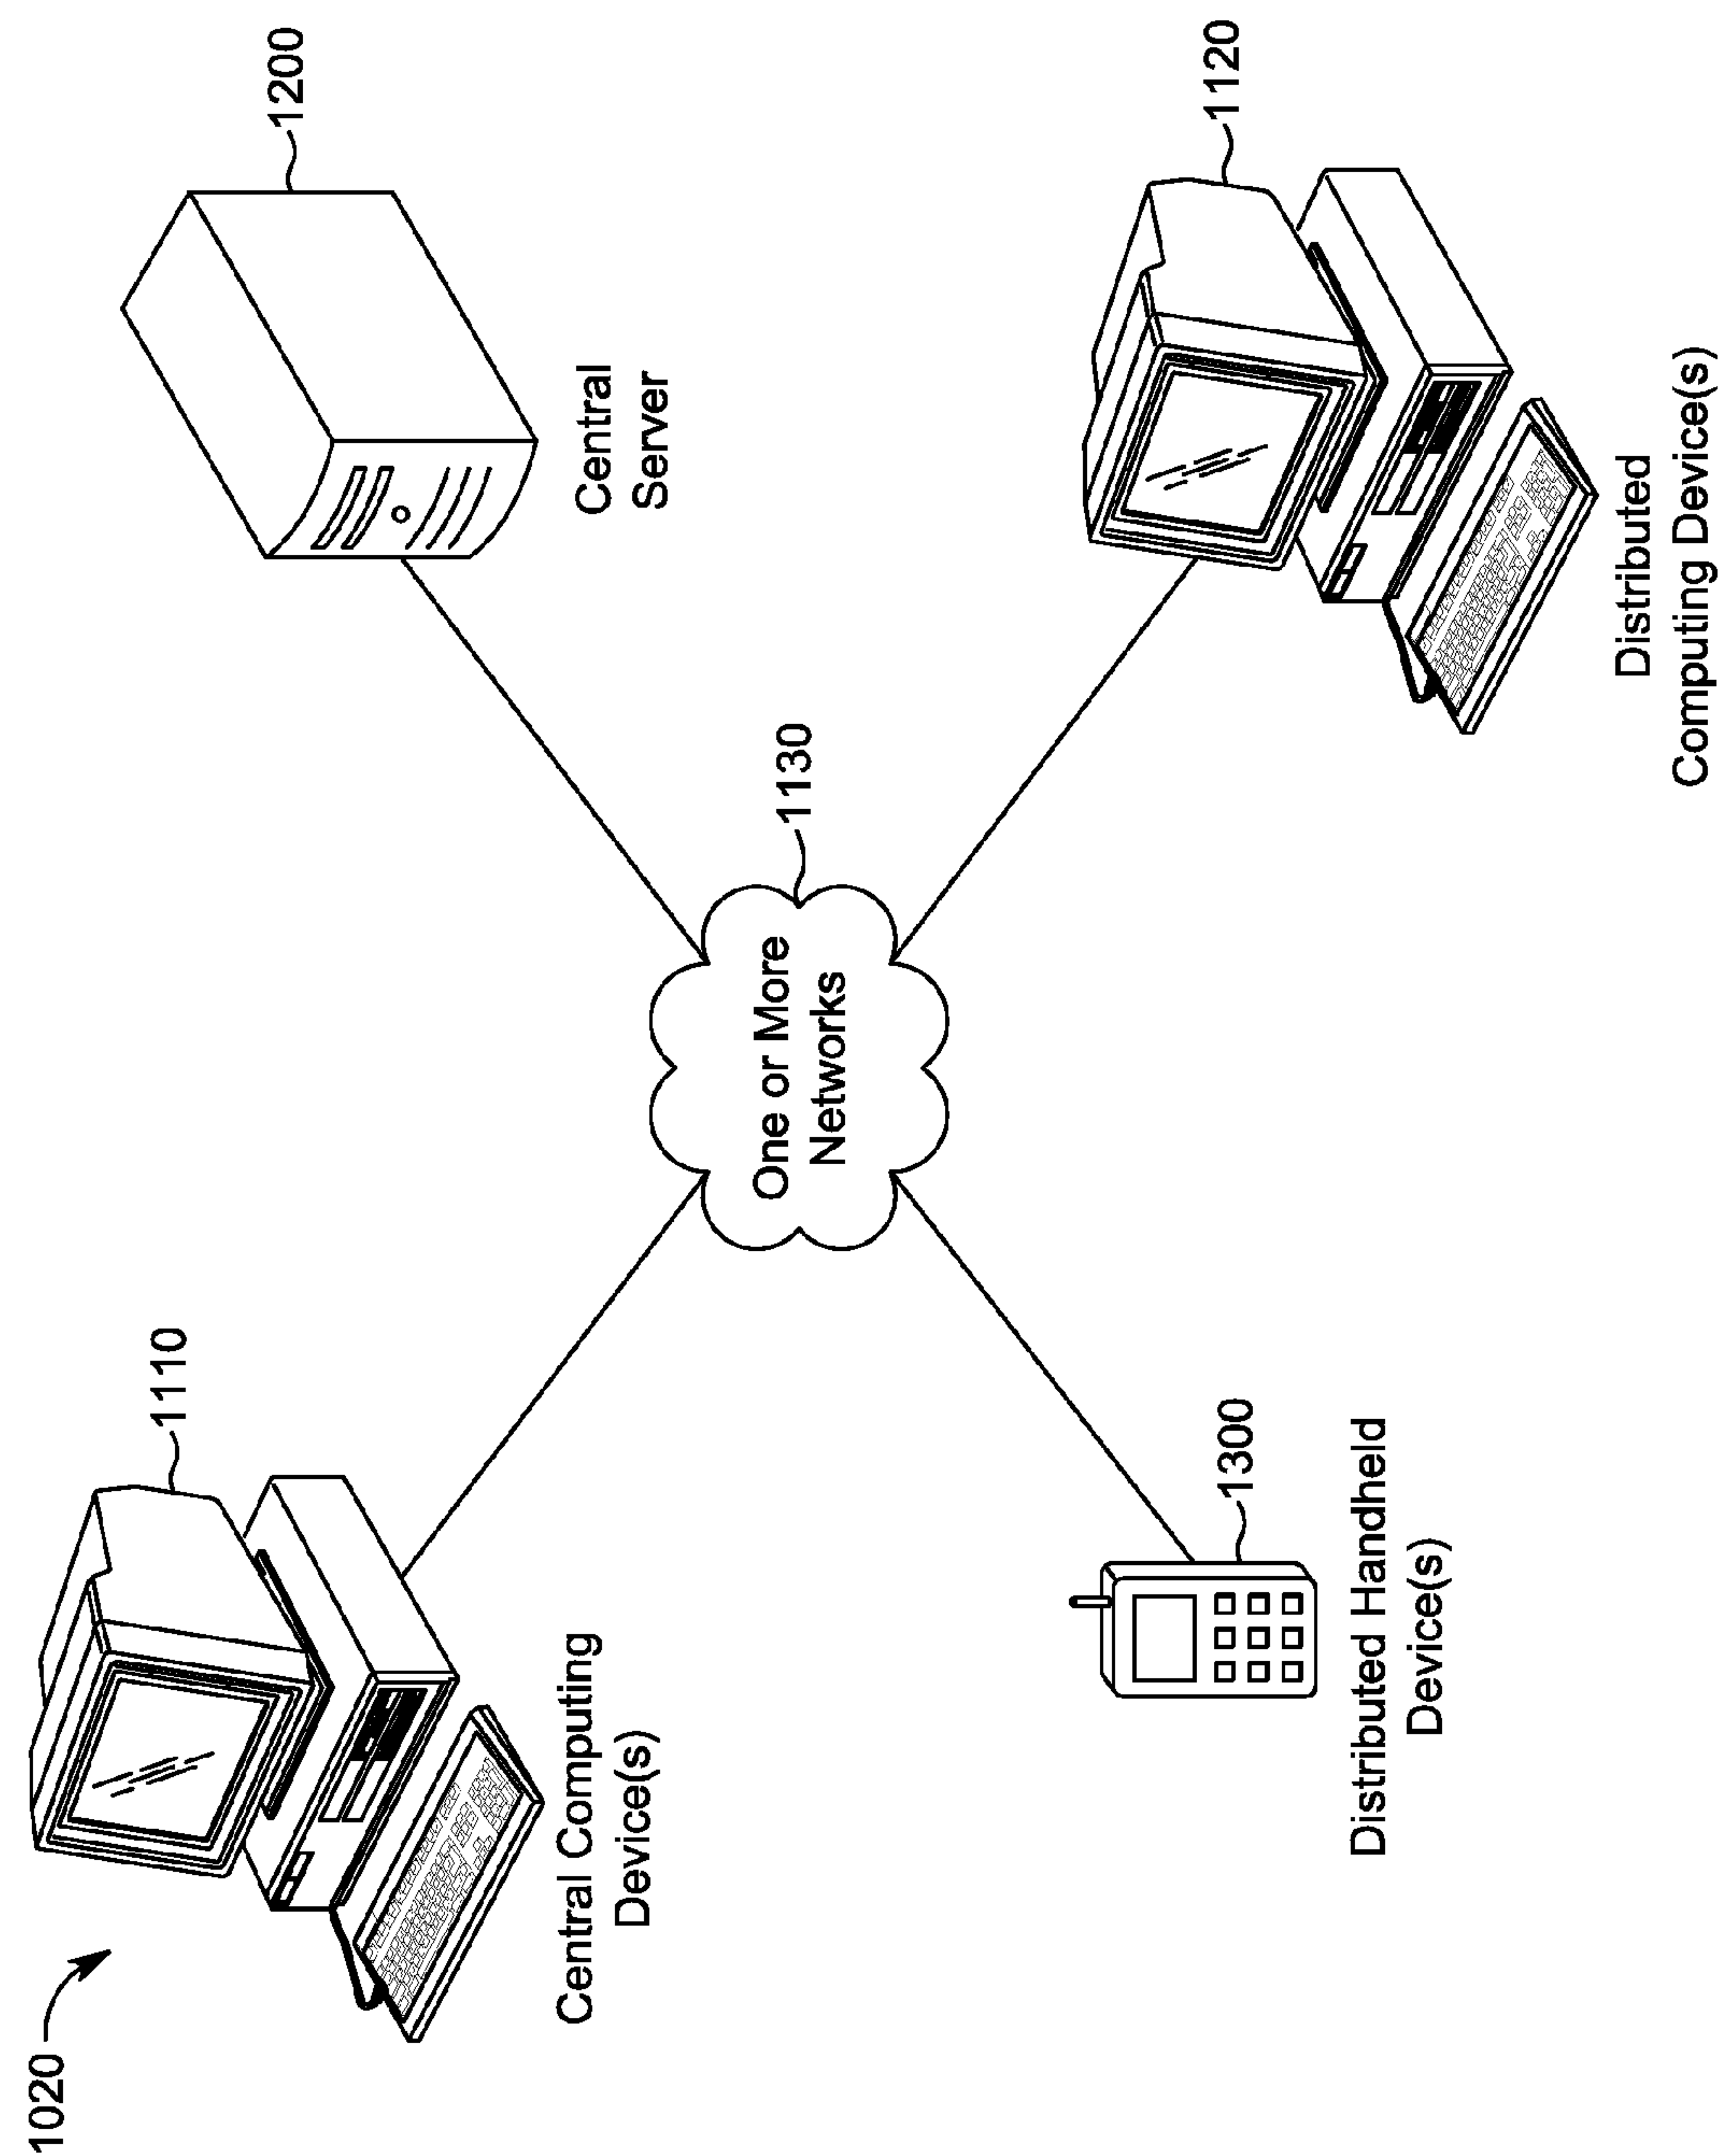 1020
1110
Central Computing
Device(s)
1200
Central
Server
One or More
Networks
1130
1300
Distributed Handheld
Device(s)
1120
Distributed
Computing Device(s)